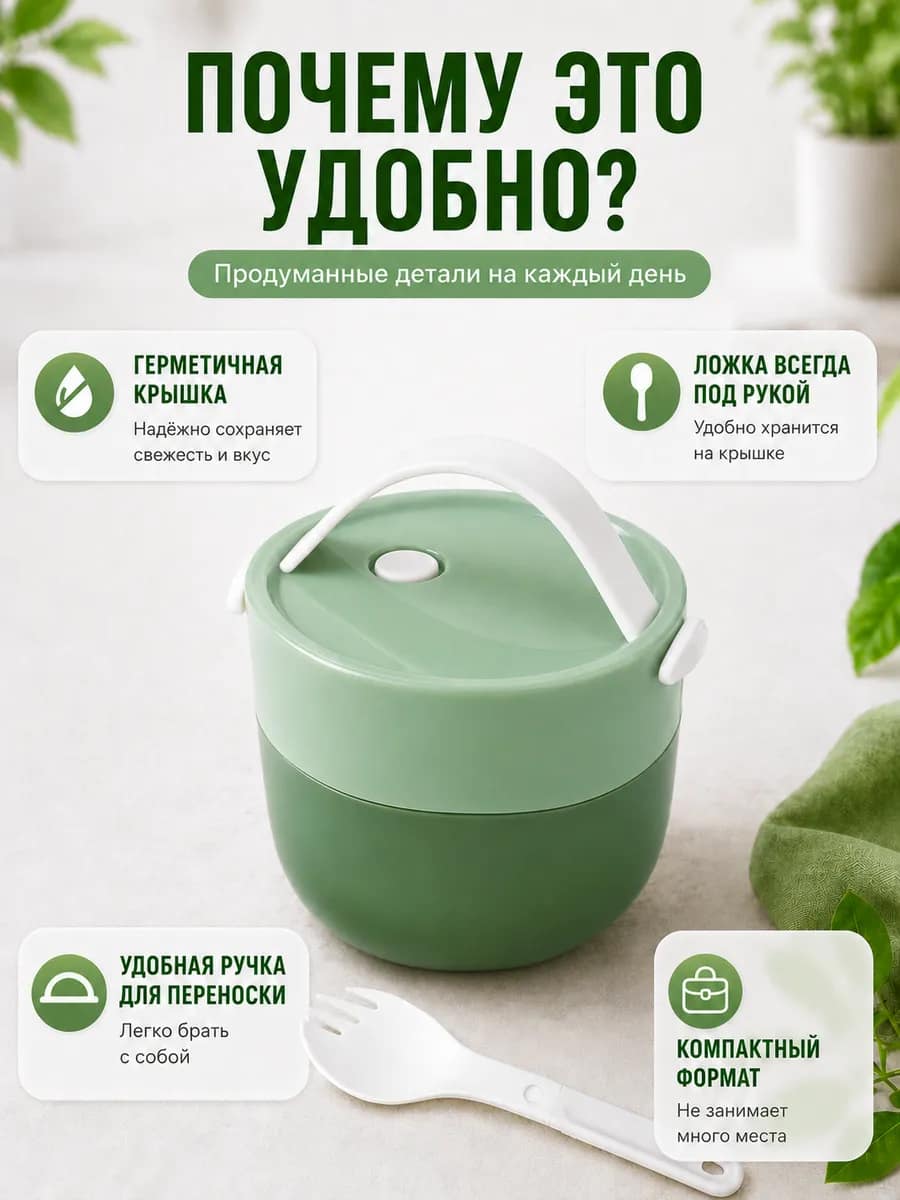 ПОЧЕМУ ЭТО
УДОБНО?
Продуманные детали на каждый день
ГЕРМЕТИЧНАЯ
КРЫШКА
Надёжно сохраняет
свежесть и вкус
ЛОЖКА ВСЕГДА
ПОД РУКОЙ
Удобно хранится
на крышке
УДОБНАЯ РУЧКА
ДЛЯ ПЕРЕНОСКИ
Легко брать
с собой
КОМПАКТНЫЙ
ФОРМАТ
Не занимает
много места